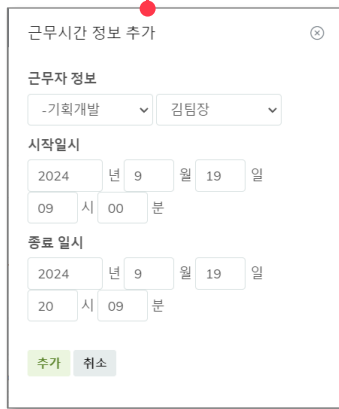 근무시간 정보 추가
근무자 정보
-기획개발 김팀장
시작일시
2024 년 9 월 19 일
09 시 00 분
종료 일시
2024 년 9 월 19 일
20 시 09 분
추가 취소